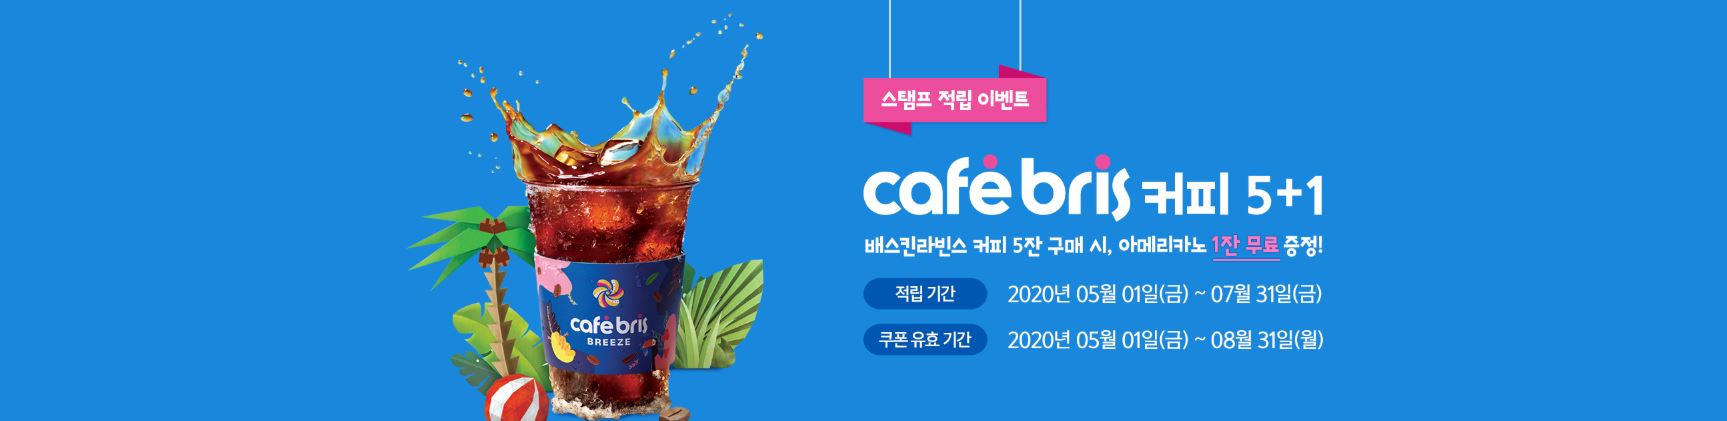 스탬프 적립 이벤트
café bris 커피 5+1
배스킨라빈스 커피 5잔 구매 시, 아메리카노 1잔 무료 증정!
적립 기간 2020년 05월 01일(금) ~ 07월 31일(금)
쿠폰 유효 기간 2020년 05월 01일(금) ~ 08월 31일(월)
café bris
BREEZE